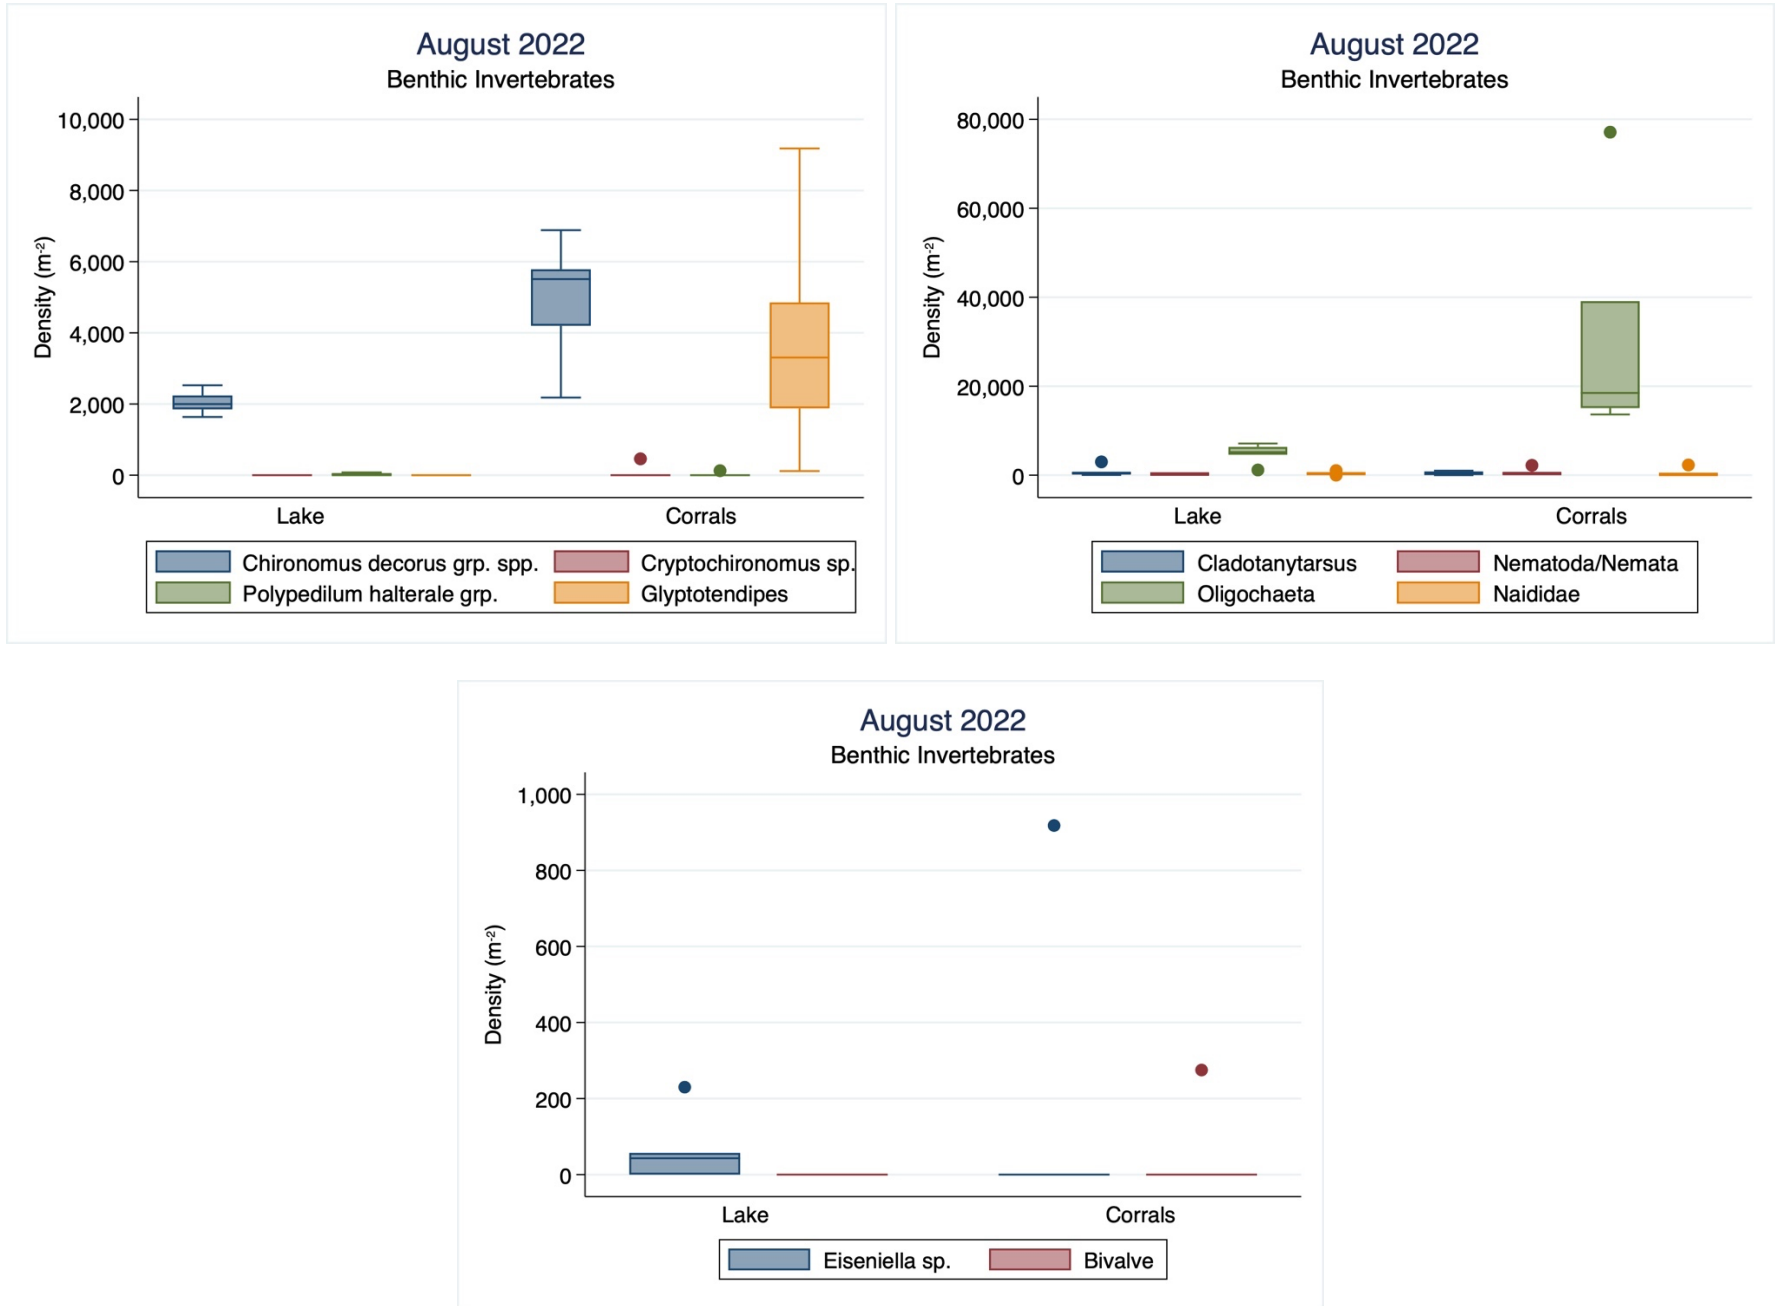 August 2022
Benthic Invertebrates
Density (m⁻²)
10,000
8,000
6,000
4,000
2,000
0
Lake
Corrals
Chironomus decorus grp. spp.
Cryptochironomus sp.
Polypedilum halterale grp.
Glyptotendipes
August 2022
Benthic Invertebrates
Density (m⁻²)
80,000
60,000
40,000
20,000
0
Lake
Corrals
Cladotanytarsus
Nematoda/Nemata
Oligochaeta
Naididae
August 2022
Benthic Invertebrates
Density (m⁻²)
1,000
800
600
400
200
0
Lake
Corrals
Eiseniella sp.
Bivalve